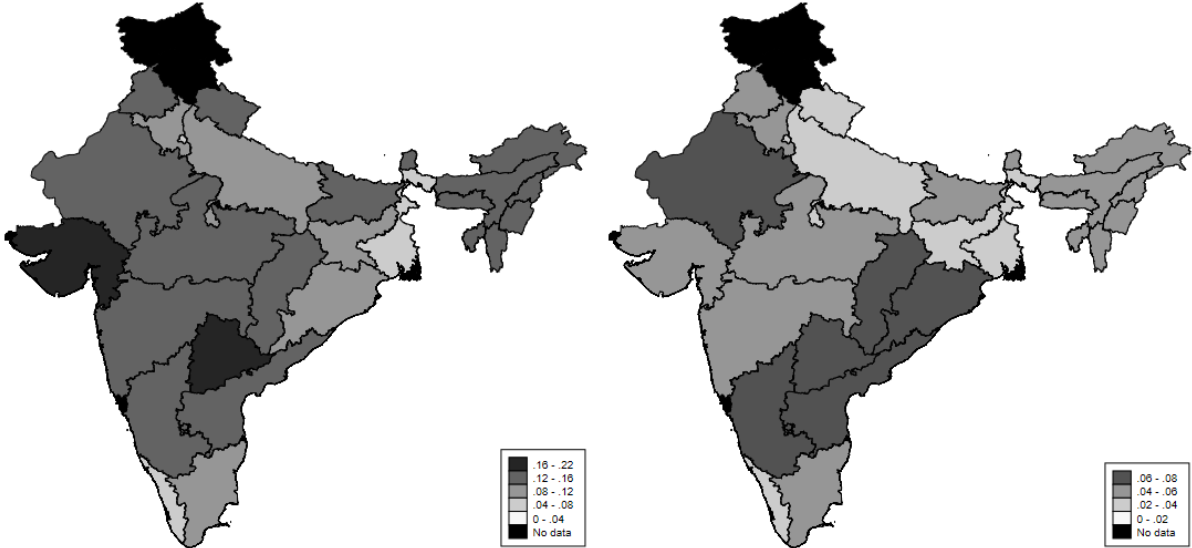 .16 - .22
.12 - .16
.08 - .12
.04 - .08
0 - .04
No data
.06 - .08
.04 - .06
.02 - .04
0 - .02
No data